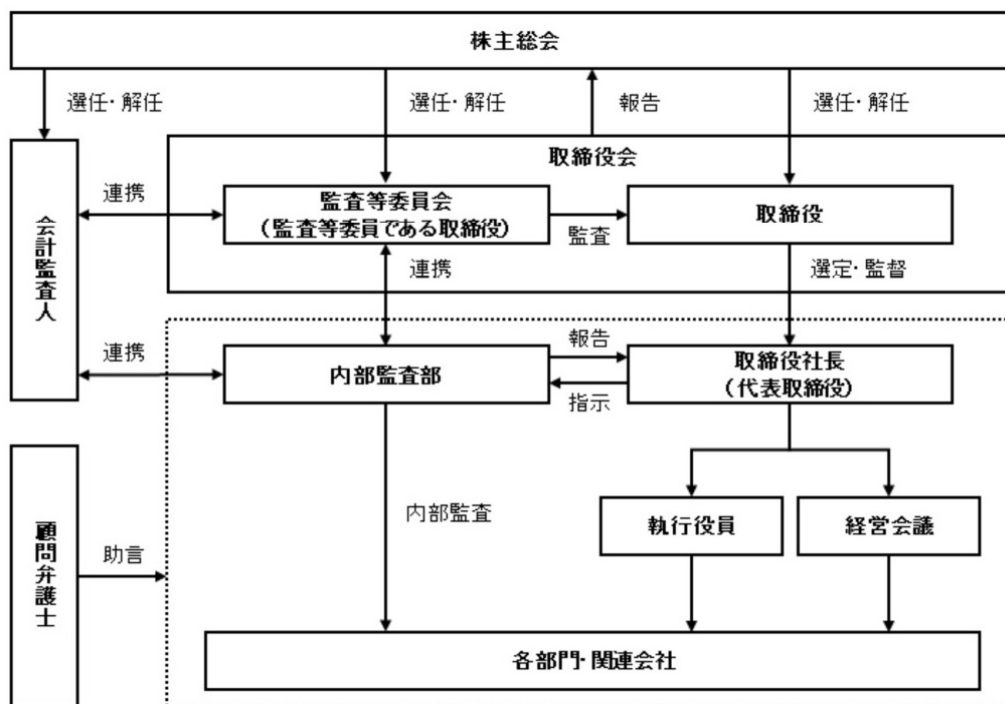 株主総会
選任・解任
選任・解任
報告
選任・解任
取締役会
会計監査人
連携
監査等委員会
(監査等委員である取締役)
監査
取締役
連携
選定・監督
連携
内部監査部
報告
指示
取締役社長
(代表取締役)
顧問弁護士
助言
内部監査
執行役員
経営会議
各部門・関連会社